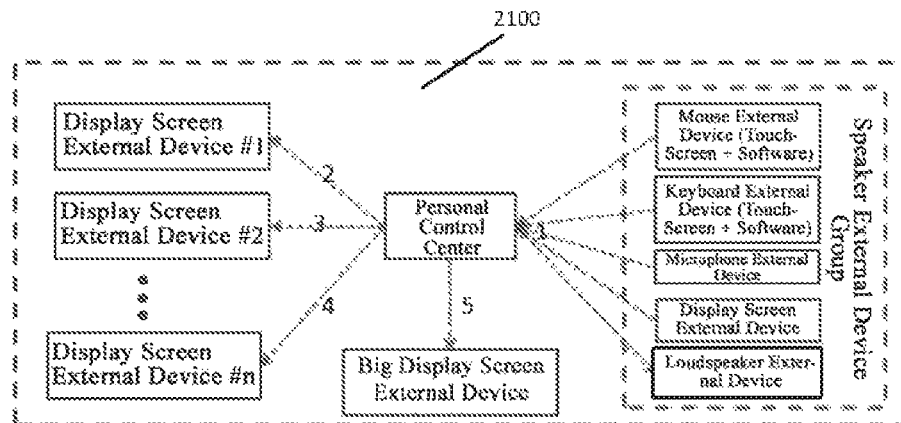 2100
Display Screen
External Device #1
2
Display Screen
External Device #2
3
Display Screen
External Device #n
4
Personal
Control
Center
1
5
Big Display Screen
External Device
Mouse External
Device (Touch-
Screen + Software)
Keyboard External
Device (Touch-
Screen + Software)
Microphone External
Device
Display Screen
External Device
Loudspeaker Exter-
nal Device
Speaker External Device
Group